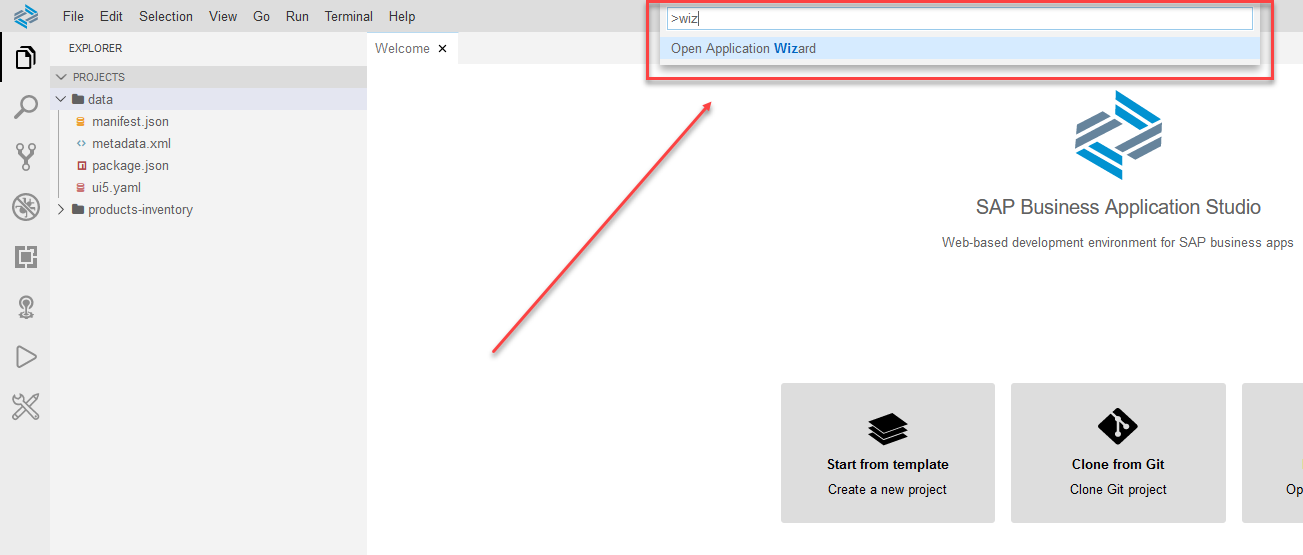 File Edit Selection View Go Run Terminal Help
>wiz
Open Application Wizard
EXPLORER
Welcome
PROJECTS
data
manifest.json
metadata.xml
package.json
ui5.yaml
products-inventory
SAP Business Application Studio
Web-based development environment for SAP business apps
Start from template
Create a new project
Clone from Git
Clone Git project
Op